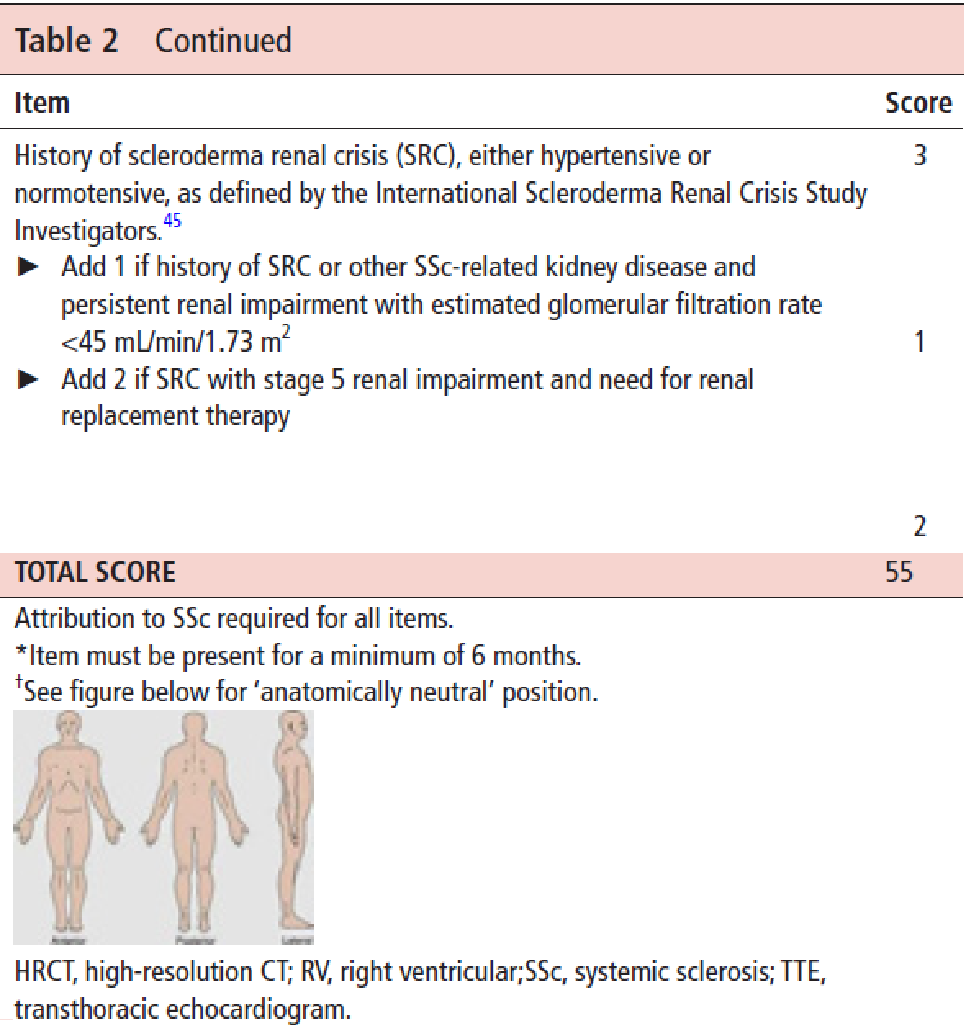 Table 2 Continued
Item Score
History of scleroderma renal crisis (SRC), either hypertensive or 3
normotensive, as defined by the International Scleroderma Renal Crisis Study
Investigators.45
► Add 1 if history of SRC or other SSc-related kidney disease and
persistent renal impairment with estimated glomerular filtration rate
<45 mL/min/1.73 m2 1
► Add 2 if SRC with stage 5 renal impairment and need for renal
replacement therapy
2
TOTAL SCORE 55
Attribution to SSc required for all items.
*Item must be present for a minimum of 6 months.
†See figure below for ‘anatomically neutral’ position.
Anterior Posterior Lateral
HRCT, high-resolution CT; RV, right ventricular;SSc, systemic sclerosis; TTE,
transthoracic echocardiogram.